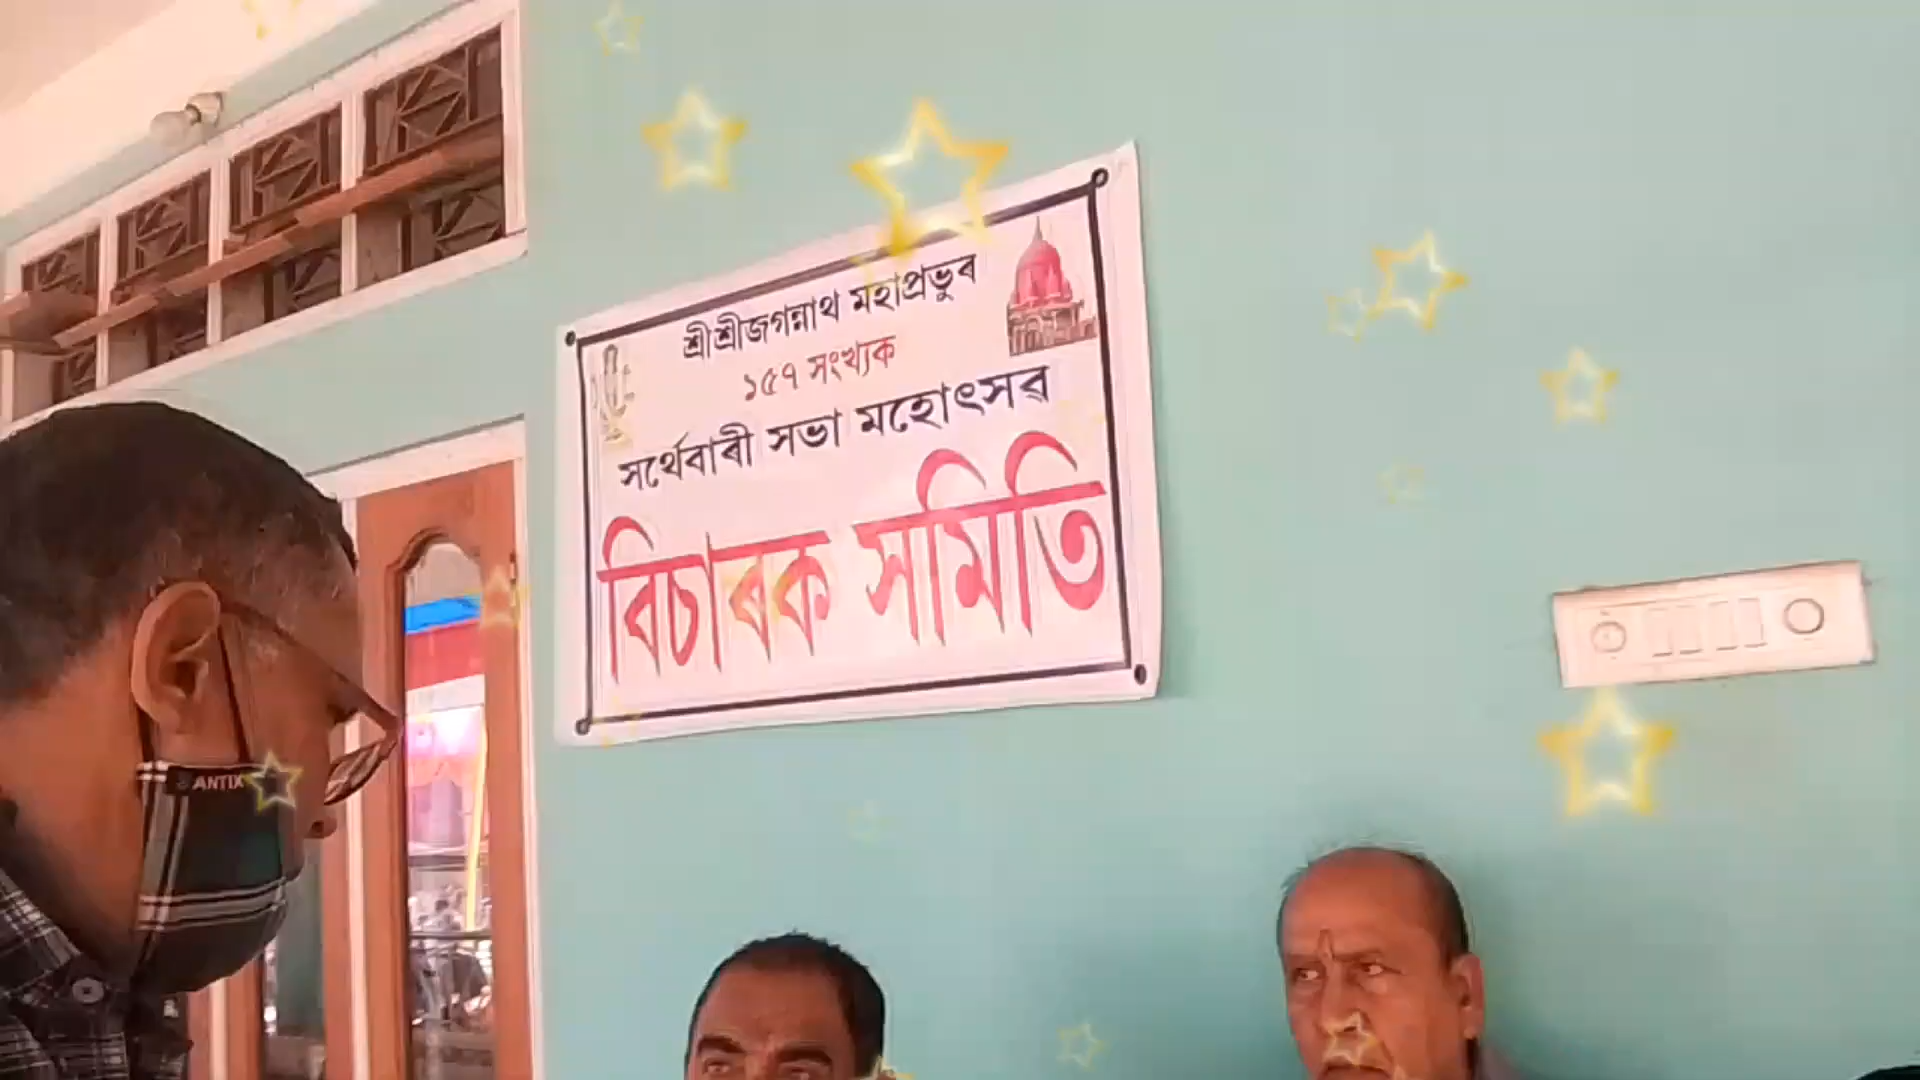 শ্ৰীশ্ৰীজগন্নাথ মহাপ্ৰভুৰ
১৫৭ সংখ্যক
সৰ্থেবাৰী সভা মহোৎসৱ
বিচাৰক সমিতি
ANTIX